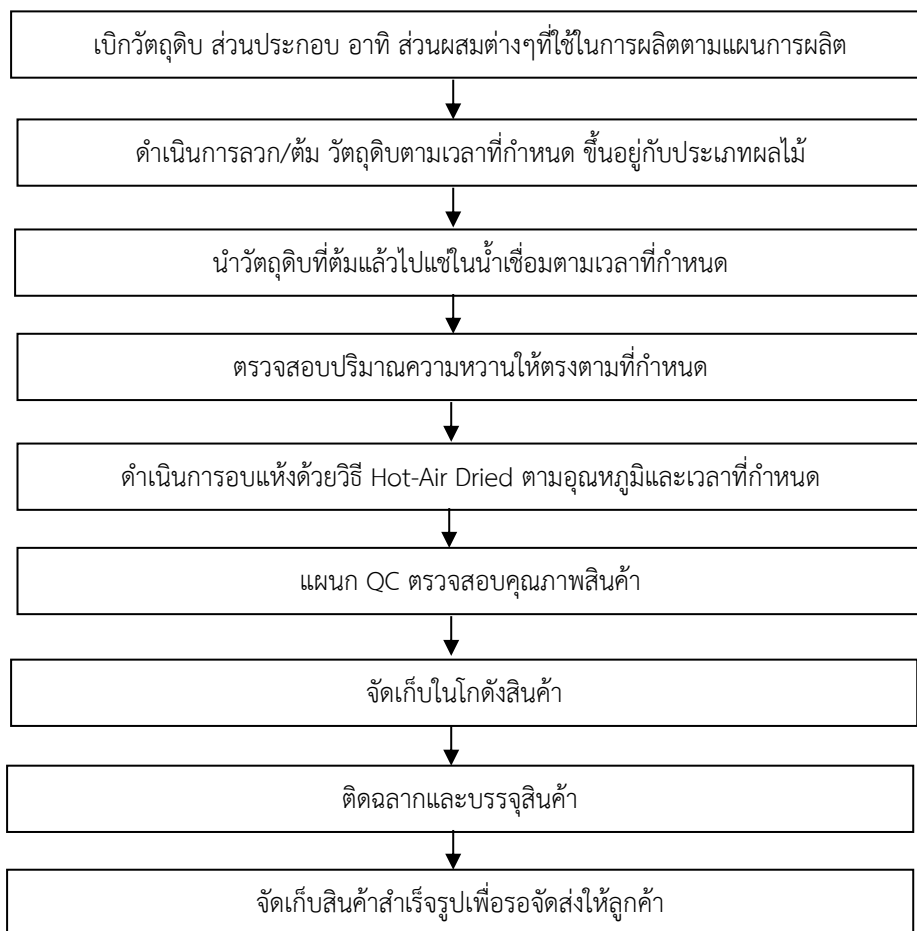 เบิกวัตถุดิบ ส่วนประกอบ อาทิ ส่วนผสมต่างๆที่ใช้ในการผลิตตามแผนการผลิต
ดำเนินการลวก/ต้ม วัตถุดิบตามเวลาที่กำหนด ขึ้นอยู่กับประเภทผลไม้
นำวัตถุดิบที่ต้มแล้วไปแช่ในน้ำเชื่อมตามเวลาที่กำหนด
ตรวจสอบปริมาณความหวานให้ตรงตามที่กำหนด
ดำเนินการอบแห้งด้วยวิธี Hot-Air Dried ตามอุณหภูมิและเวลาที่กำหนด
แผนก QC ตรวจสอบคุณภาพสินค้า
จัดเก็บในโกดังสินค้า
ติดฉลากและบรรจุสินค้า
จัดเก็บสินค้าสำเร็จรูปเพื่อรอจัดส่งให้ลูกค้า